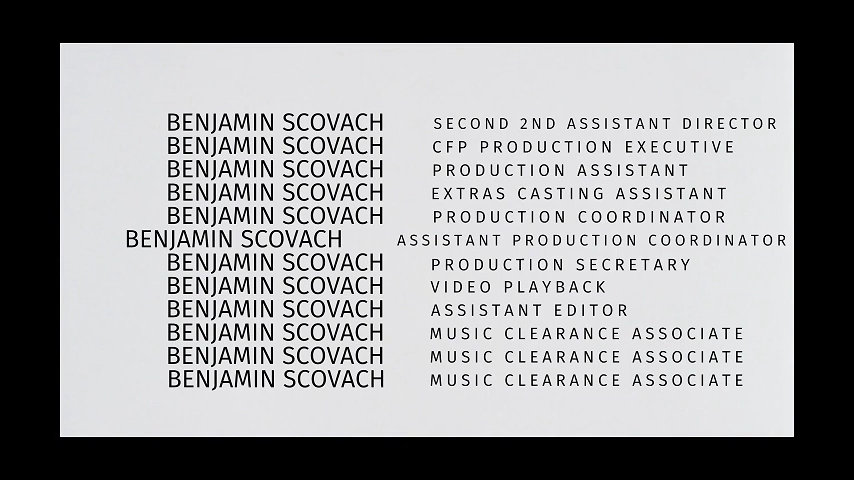 BENJAMIN SCOVACH SECOND 2ND ASSISTANT DIRECTOR
BENJAMIN SCOVACH CFP PRODUCTION EXECUTIVE
BENJAMIN SCOVACH PRODUCTION ASSISTANT
BENJAMIN SCOVACH EXTRAS CASTING ASSISTANT
BENJAMIN SCOVACH PRODUCTION COORDINATOR
BENJAMIN SCOVACH ASSISTANT PRODUCTION COORDINATOR
BENJAMIN SCOVACH PRODUCTION SECRETARY
BENJAMIN SCOVACH VIDEO PLAYBACK
BENJAMIN SCOVACH ASSISTANT EDITOR
BENJAMIN SCOVACH MUSIC CLEARANCE ASSOCIATE
BENJAMIN SCOVACH MUSIC CLEARANCE ASSOCIATE
BENJAMIN SCOVACH MUSIC CLEARANCE ASSOCIATE